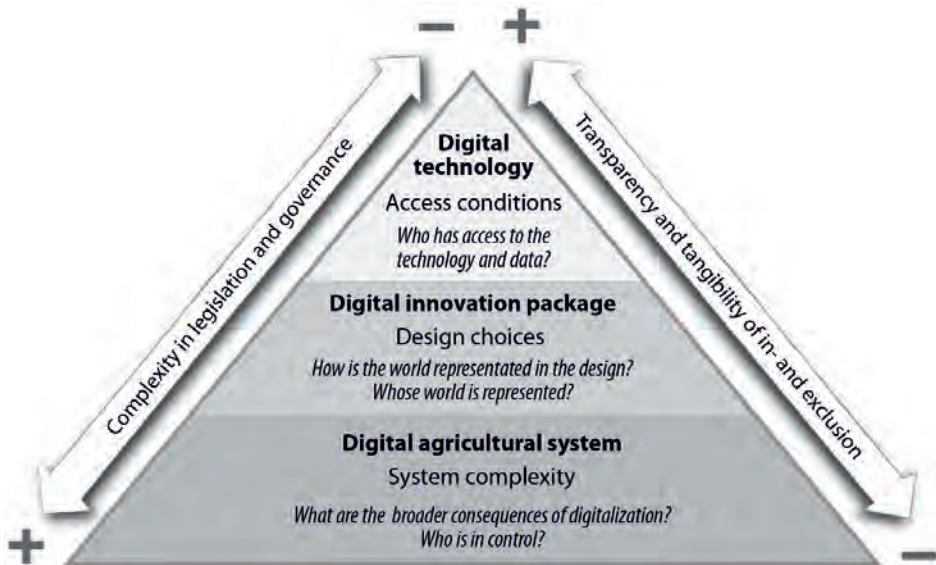 − +
Complexity in legislation and governance
Transparency and tangibility of in- and exclusion
Digital
technology
Access conditions
Who has access to the
technology and data?
Digital innovation package
Design choices
How is the world representated in the design?
Whose world is represented?
Digital agricultural system
System complexity
What are the broader consequences of digitalization?
Who is in control?
+ −